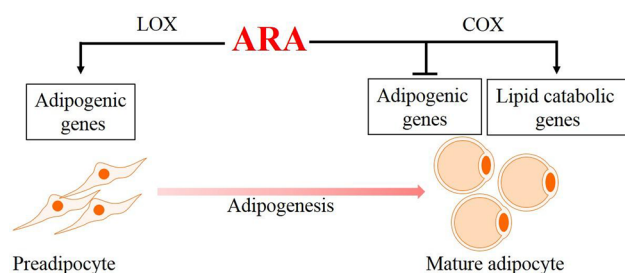 LOX
ARA
COX
Adipogenic
genes
Adipogenic
genes
Lipid catabolic
genes
Adipogenesis
Preadipocyte
Mature adipocyte